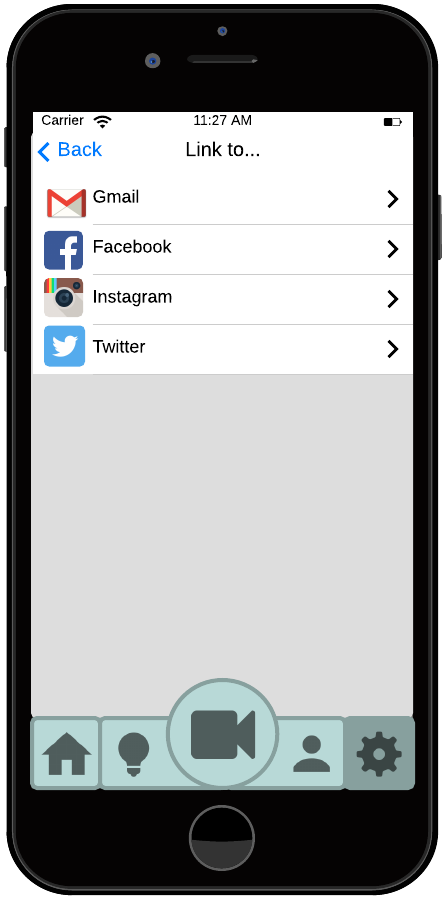 Carrier 11:27 AM
Back Link to...
Gmail
Facebook
Instagram
Twitter